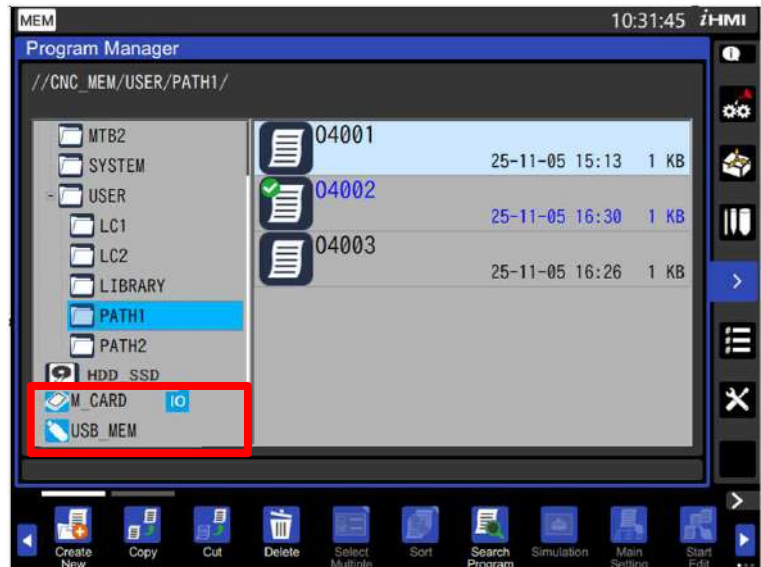 MEM 10:31:45 iHMI
Program Manager
//CNC_MEM/USER/PATH1/
MTB2
SYSTEM
USER
LC1
LC2
LIBRARY
PATH1
PATH2
HDD_SSD
M_CARD IO
USB_MEM
O4001
25-11-05 15:13 1 KB
O4002
25-11-05 16:30 1 KB
O4003
25-11-05 16:26 1 KB
Create New
Copy
Cut
Delete
Select Multiple
Sort
Search Program
Simulation
Main Setting
Start Edit